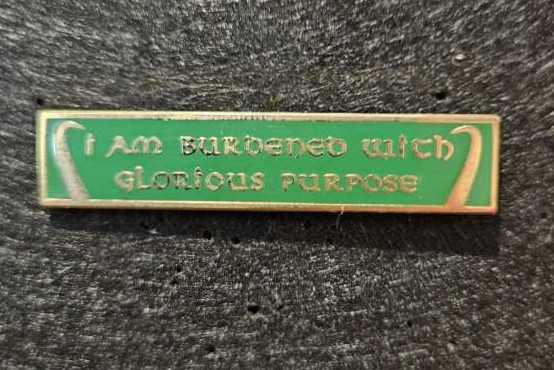 I AM BURDENED WITH
GLORIOUS PURPOSE